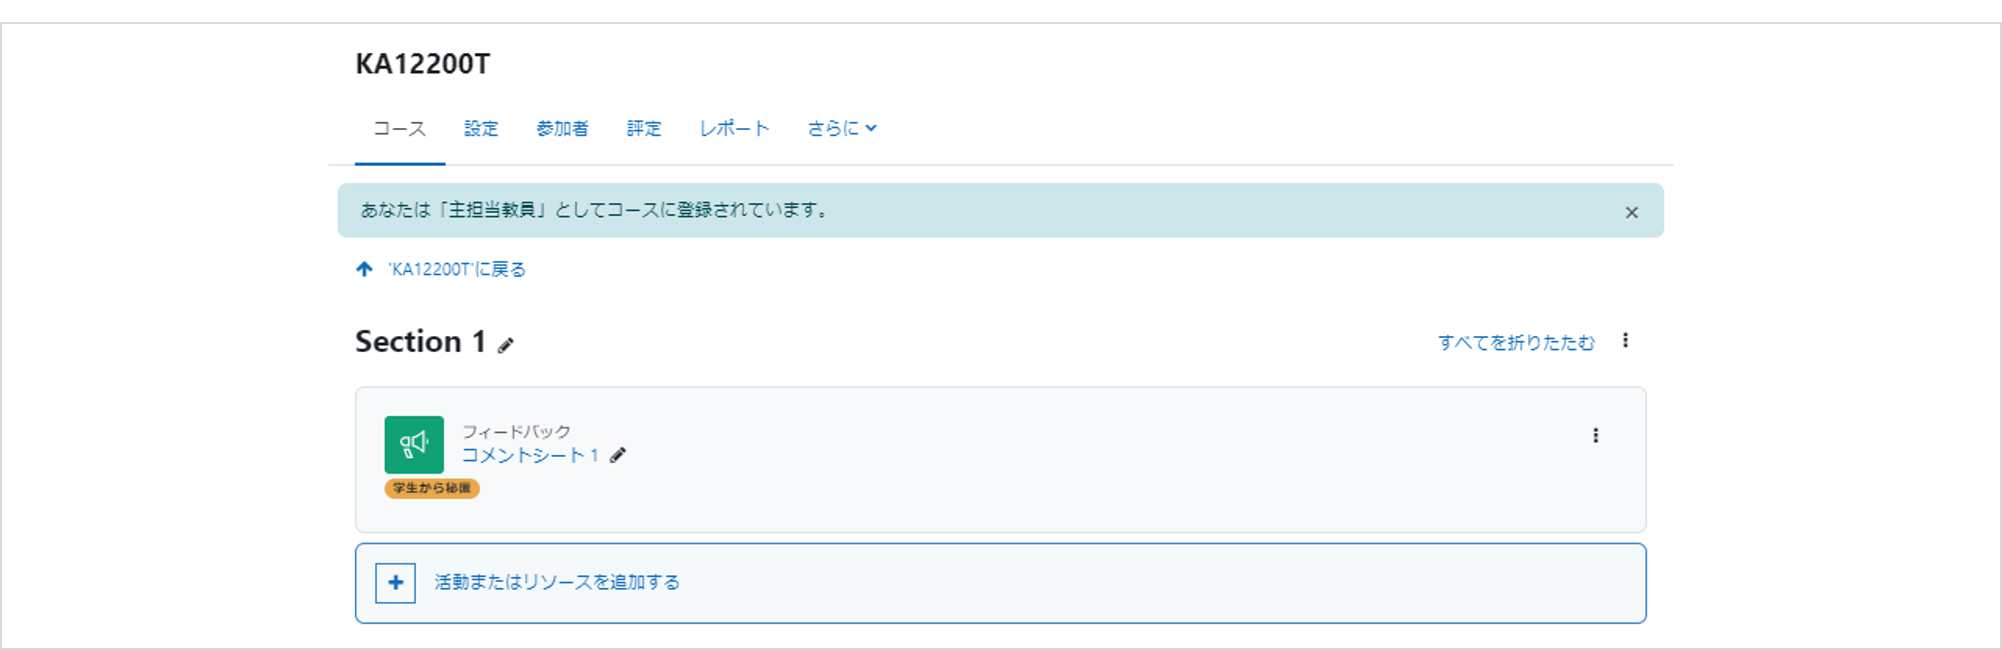 KA12200T
コース 設定 参加者 評定 レポート さらに
あなたは「主担当教員」としてコースに登録されています。
'KA12200T'に戻る
Section 1 すべてを折りたたむ
フィードバック
コメントシート 1
学生から秘匿
活動またはリソースを追加する